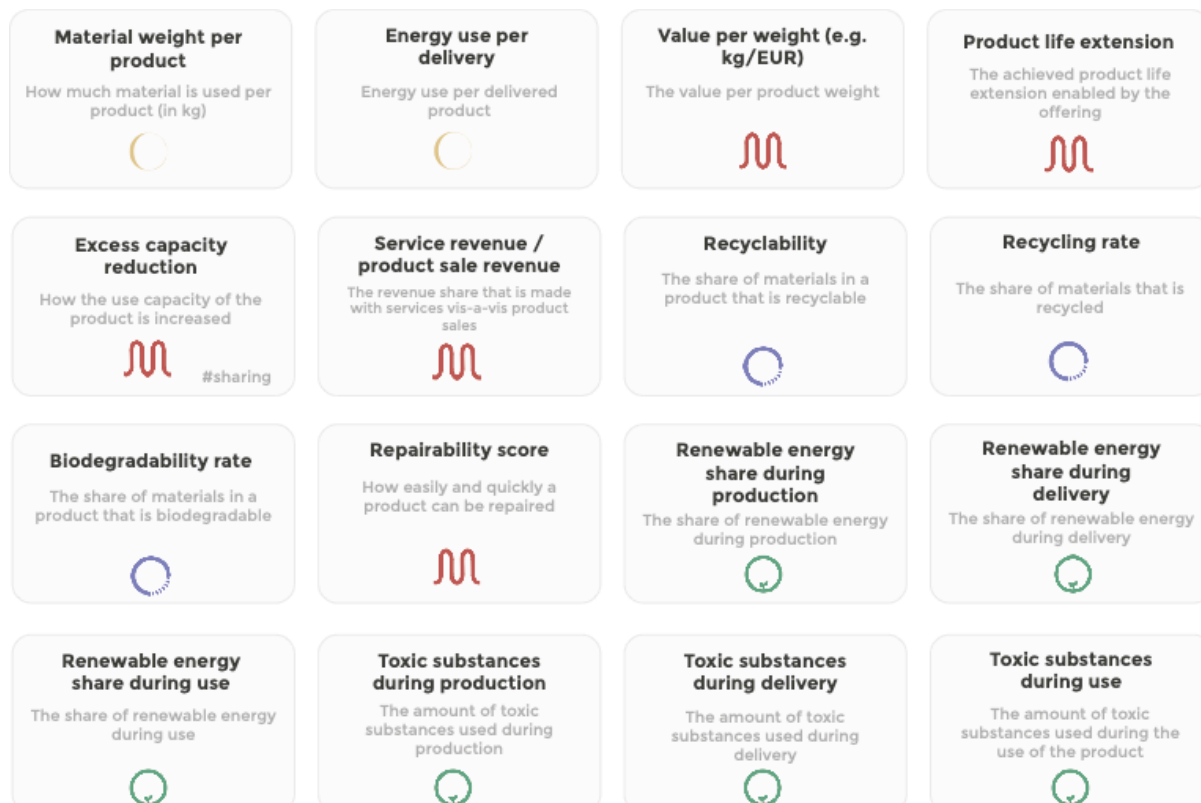 Material weight per
product
How much material is used per
product (in kg)
Energy use per
delivery
Energy use per delivered
product
Value per weight (e.g.
kg/EUR)
The value per product weight
Product life extension
The achieved product life
extension enabled by the
offering
Excess capacity
reduction
How the use capacity of the
product is increased
#sharing
Service revenue /
product sale revenue
The revenue share that is made
with services vis-a-vis product
sales
Recyclability
The share of materials in a
product that is recyclable
Recycling rate
The share of materials that is
recycled
Biodegradability rate
The share of materials in a
product that is biodegradable
Repairability score
How easily and quickly a
product can be repaired
Renewable energy
share during
production
The share of renewable energy
during production
Renewable energy
share during
delivery
The share of renewable energy
during delivery
Renewable energy
share during use
The share of renewable energy
during use
Toxic substances
during production
The amount of toxic
substances used during
production
Toxic substances
during delivery
The amount of toxic
substances used during
delivery
Toxic substances
during use
The amount of toxic
substances used during the
use of the product